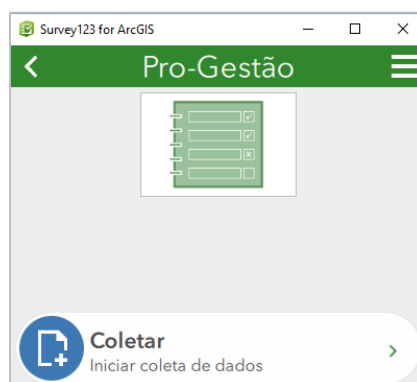 Survey123 for ArcGIS
Pro-Gestão
Coletar
Iniciar coleta de dados